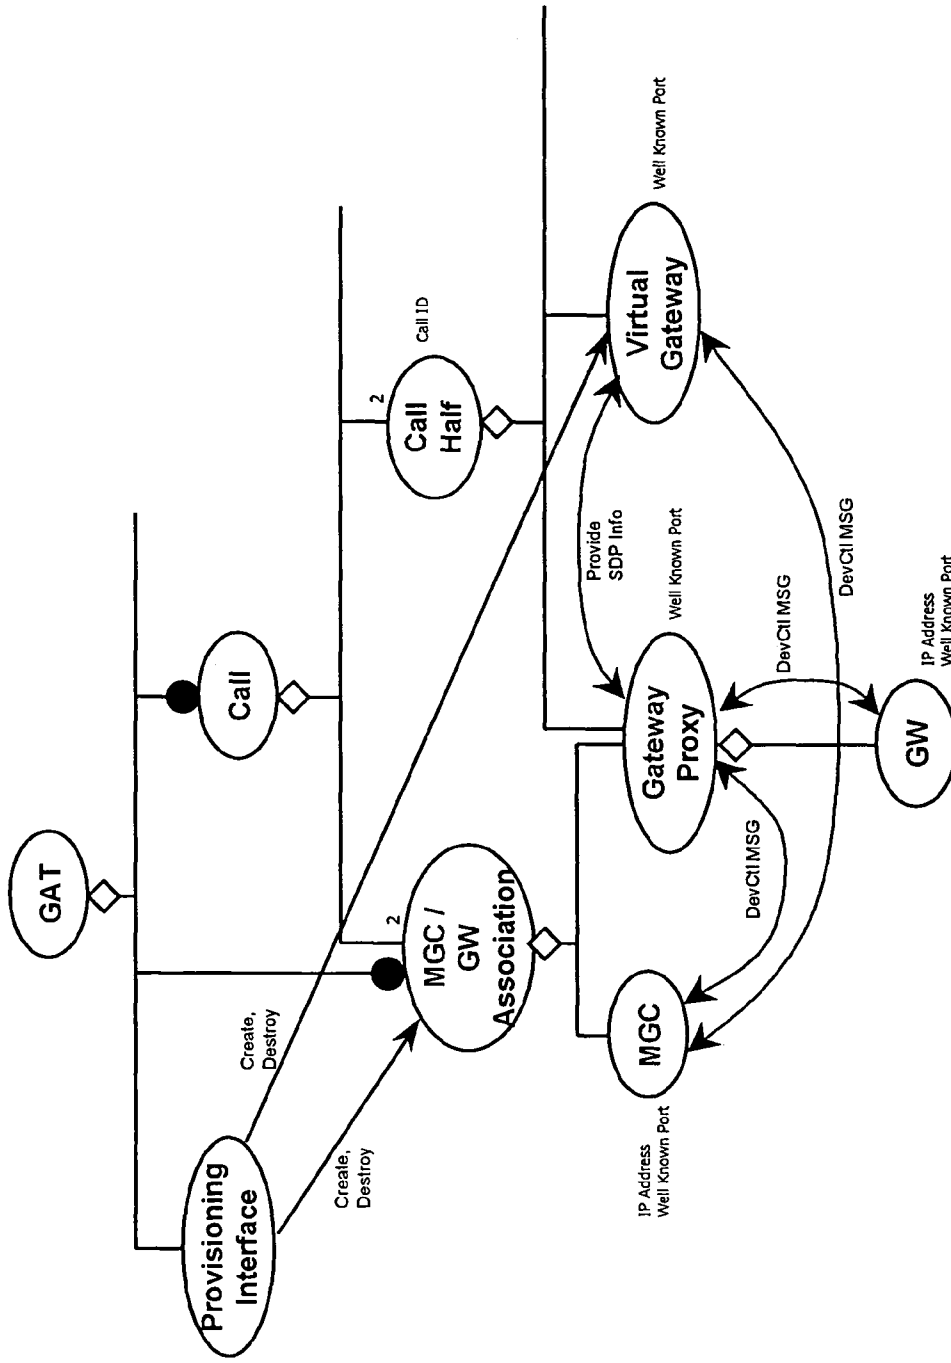 GAT
Provisioning
Interface
Call
Create,
Destroy
Create,
Destroy
MGC /
GW
Association
2
2
Call
Half
Call ID
MGC
IP Address
Well Known Port
Gateway
Proxy
Well Known Port
Provide
SDP Info
Virtual
Gateway
Well Known Port
DevCtl MSG
DevCtl MSG
DevCtl MSG
GW
IP Address
Well Known Port